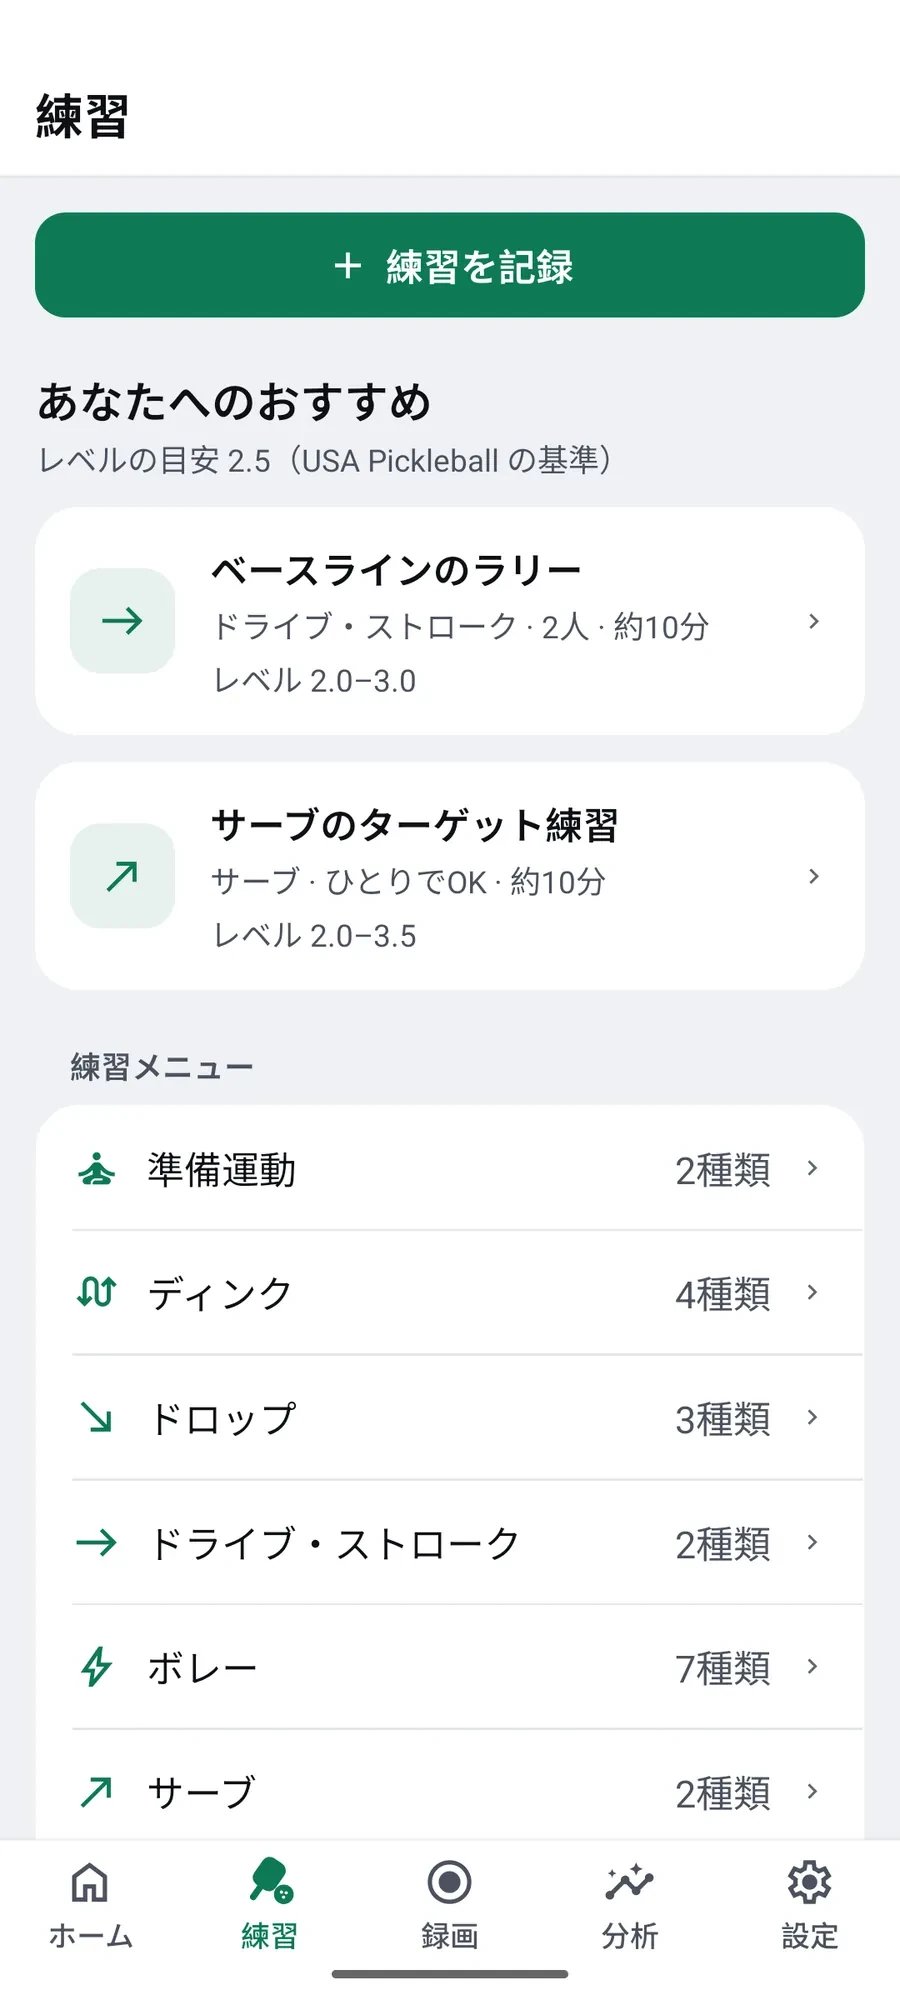 練習
+ 練習を記録
あなたへのおすすめ
レベルの目安 2.5（USA Pickleball の基準）
ベースラインのラリー
ドライブ・ストローク · 2人 · 約10分
レベル 2.0–3.0
サーブのターゲット練習
サーブ · ひとりでOK · 約10分
レベル 2.0–3.5
練習メニュー
準備運動 2種類
ディンク 4種類
ドロップ 3種類
ドライブ・ストローク 2種類
ボレー 7種類
サーブ 2種類
ホーム 練習 録画 分析 設定